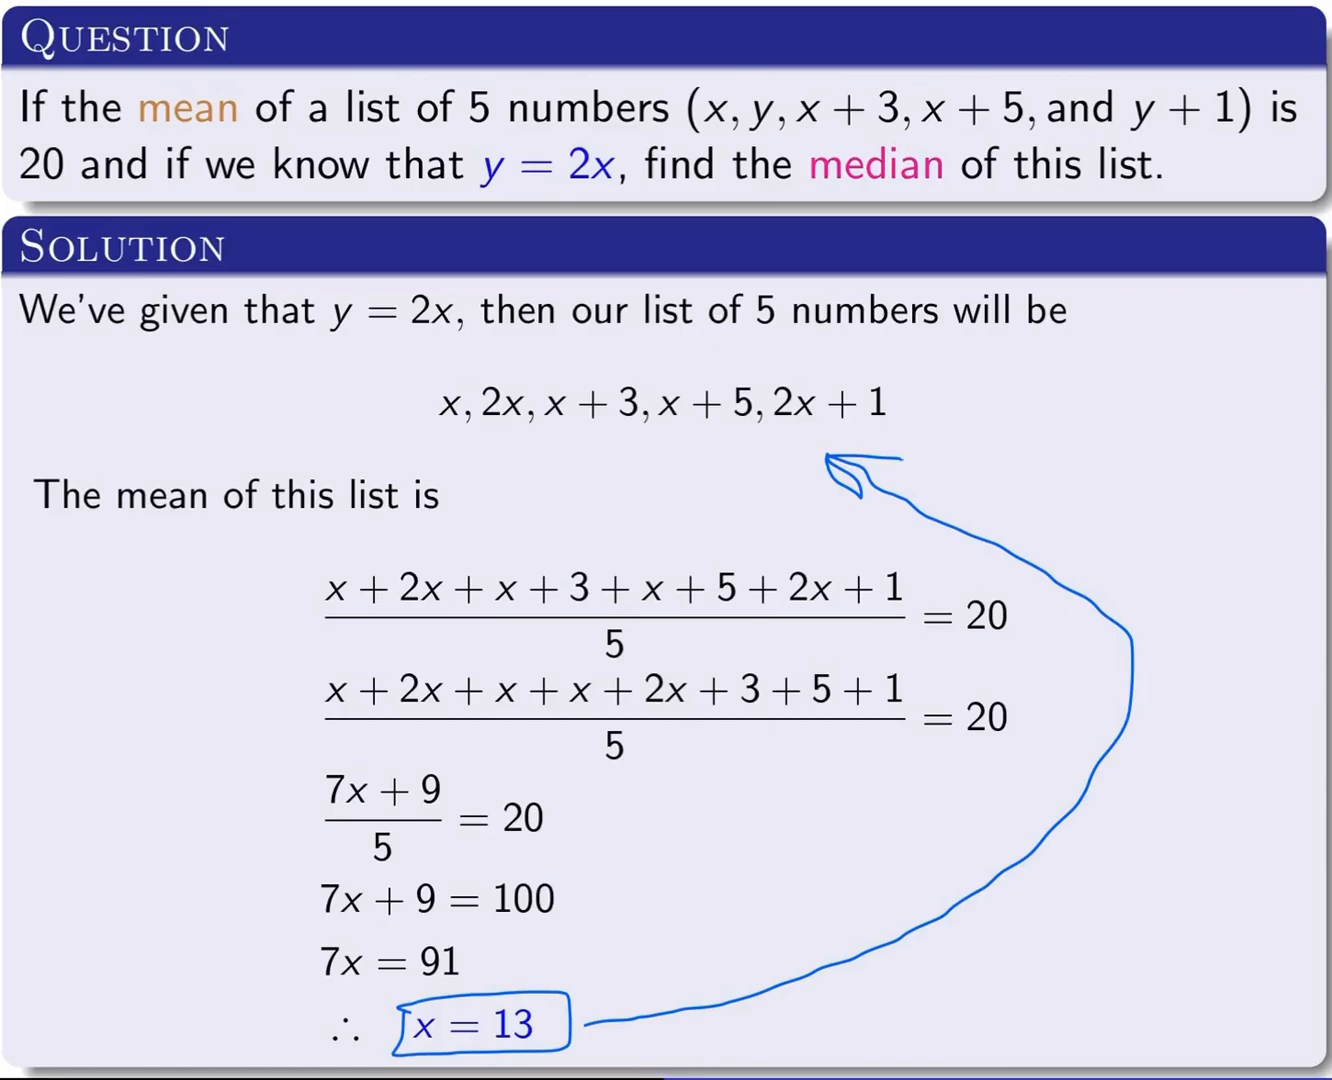 QUESTION
If the mean of a list of 5 numbers (x, y, x + 3, x + 5, and y + 1) is
20 and if we know that y = 2x, find the median of this list.
SOLUTION
We've given that y = 2x, then our list of 5 numbers will be
x, 2x, x + 3, x + 5, 2x + 1
The mean of this list is
x + 2x + x + 3 + x + 5 + 2x + 1
5
= 20
x + 2x + x + x + 2x + 3 + 5 + 1
5
= 20
7x + 9
5
= 20
7x + 9 = 100
7x = 91
∴ x = 13